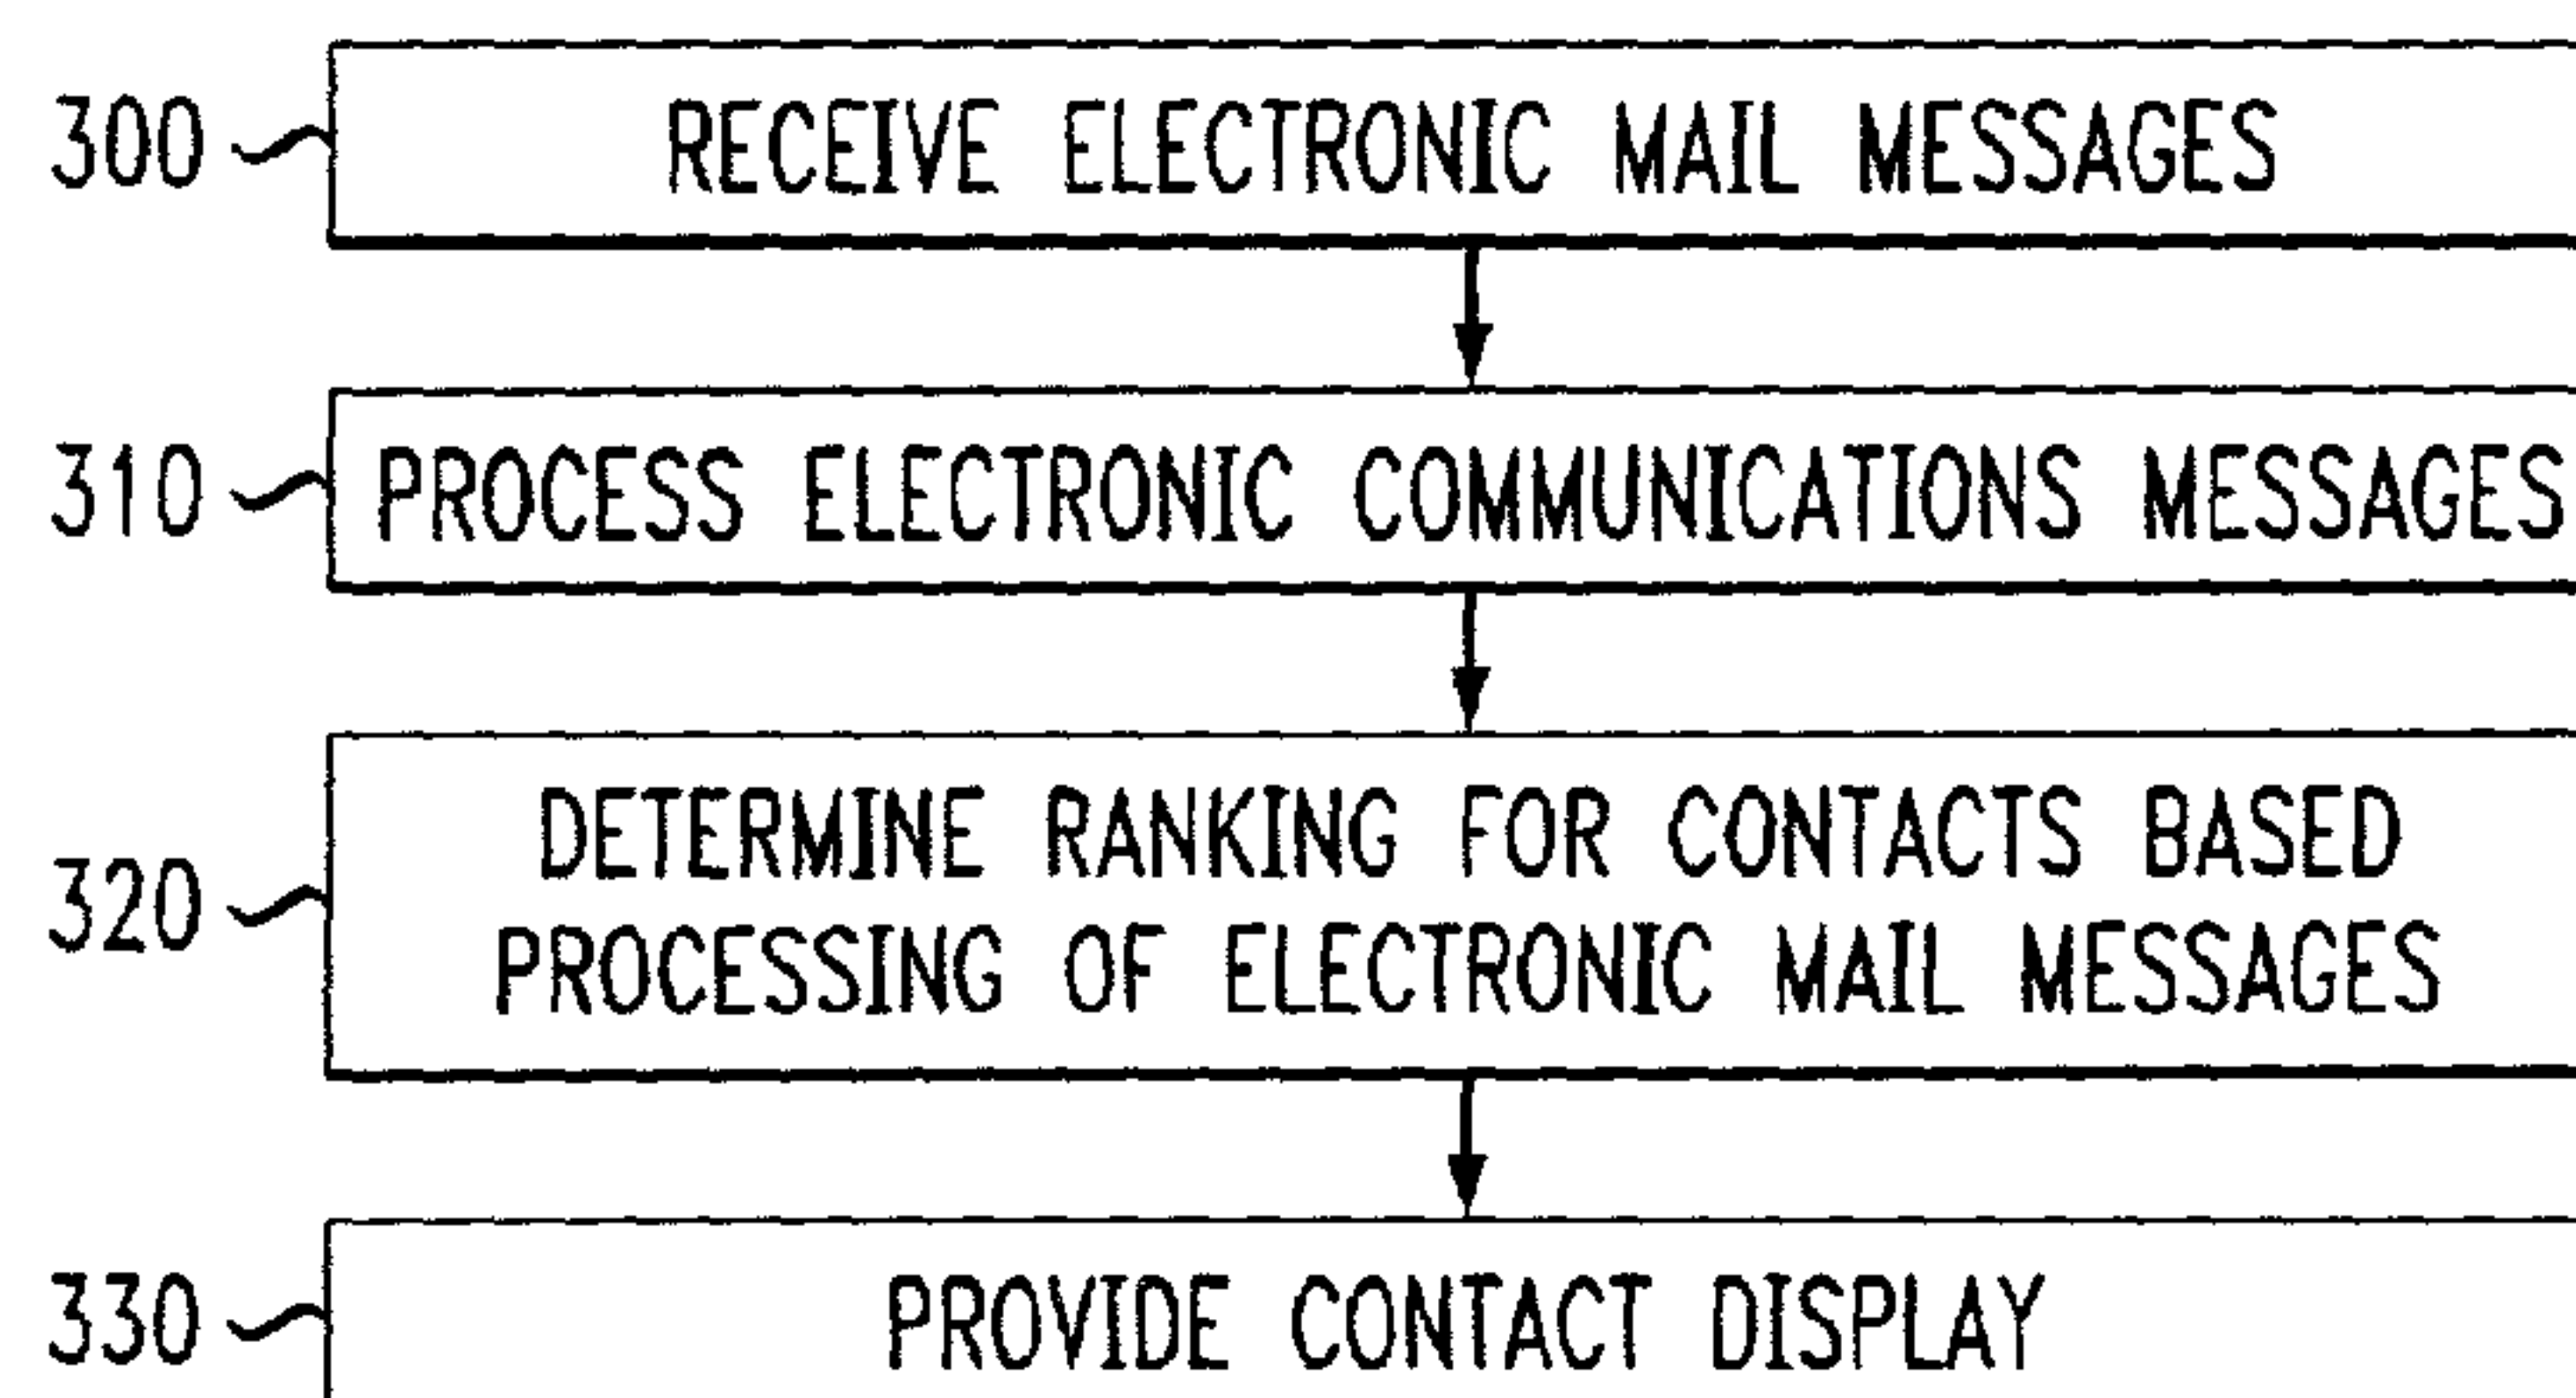 300 RECEIVE ELECTRONIC MAIL MESSAGES
310 PROCESS ELECTRONIC COMMUNICATIONS MESSAGES
320
DETERMINE RANKING FOR CONTACTS BASED
PROCESSING OF ELECTRONIC MAIL MESSAGES
330 PROVIDE CONTACT DISPLAY